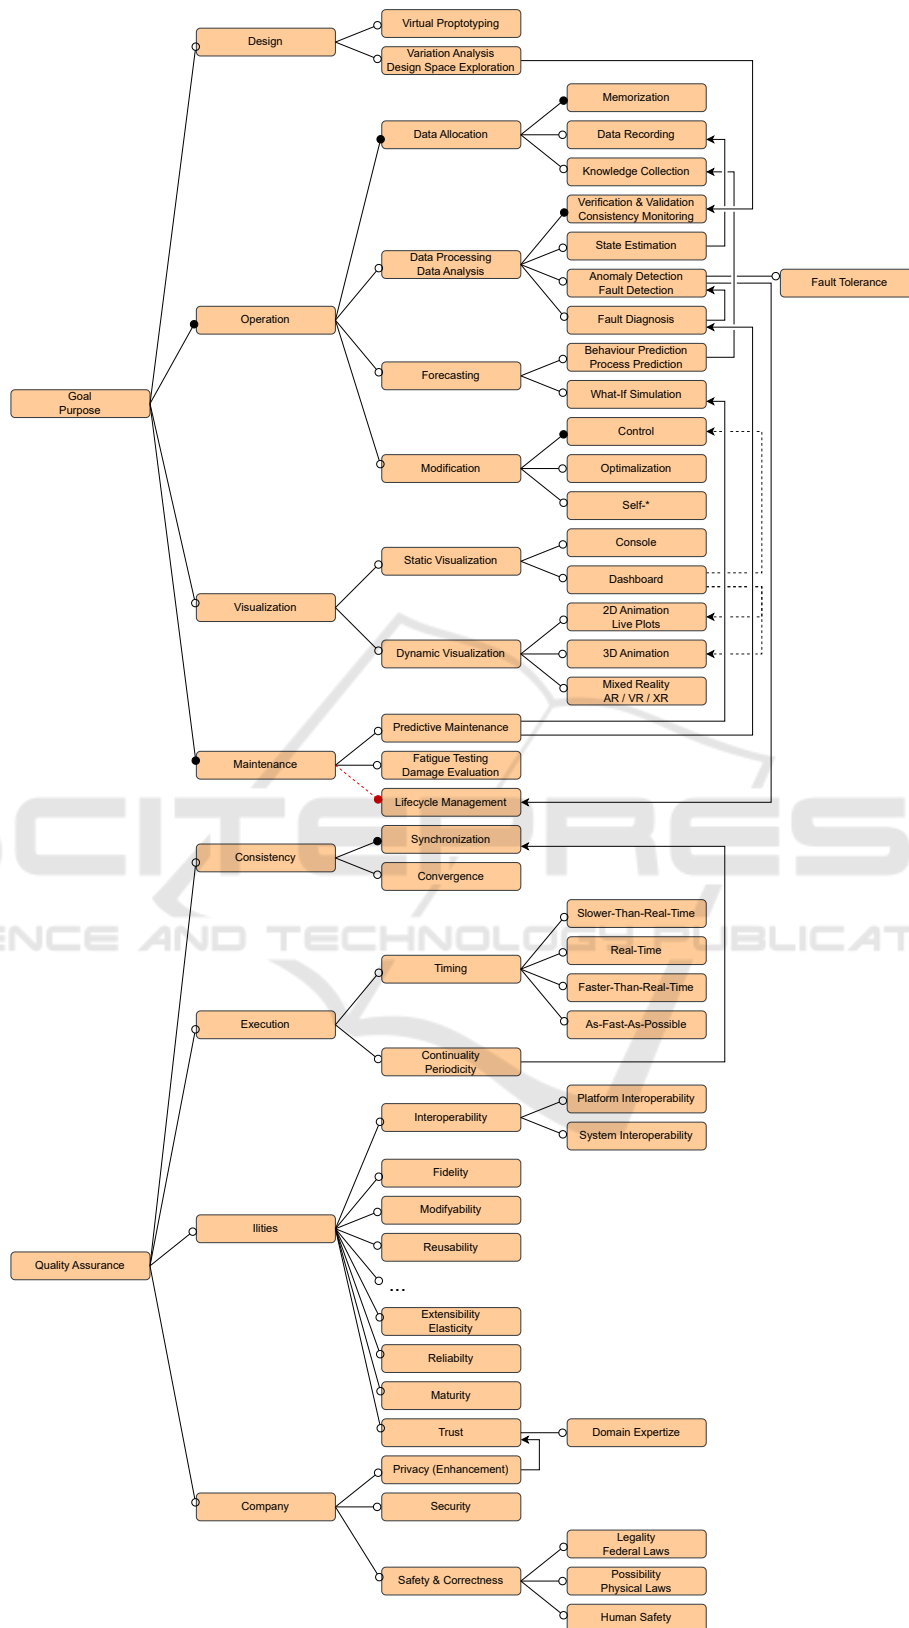 Virtual Proptotyping
Design
Variation Analysis
Design Space Exploration
Memorization
Data Allocation
Data Recording
Knowledge Collection
Verification & Validation
Consistency Monitoring
State Estimation
Data Processing
Data Analysis
Anomaly Detection
Fault Detection
Fault Tolerance
Operation
Fault Diagnosis
Behaviour Prediction
Process Prediction
Forecasting
What-If Simulation
Goal
Purpose
Control
Modification
Optimalization
Self-*
Console
Static Visualization
Dashboard
Visualization
2D Animation
Live Plots
Dynamic Visualization
3D Animation
Mixed Reality
AR / VR / XR
Predictive Maintenance
Maintenance
Fatigue Testing
Damage Evaluation
Lifecycle Management
SCITEPRES
Synchronization
Consistency
Convergence
Slower-Than-Real-Time
ENCE AND TECHNOLOGY PUBLICAT
Real-Time
Timing
Faster-Than-Real-Time
Execution
As-Fast-As-Possible
Continuality
Periodicity
Platform Interoperability
Interoperability
System Interoperability
Fidelity
Modifyability
Ilities
Reusability
Quality Assurance
...
Extensibility
Elasticity
Reliabilty
Maturity
Trust
Domain Expertize
Privacy (Enhancement)
Company
Security
Legality
Federal Laws
Safety & Correctness
Possibility
Physical Laws
Human Safety